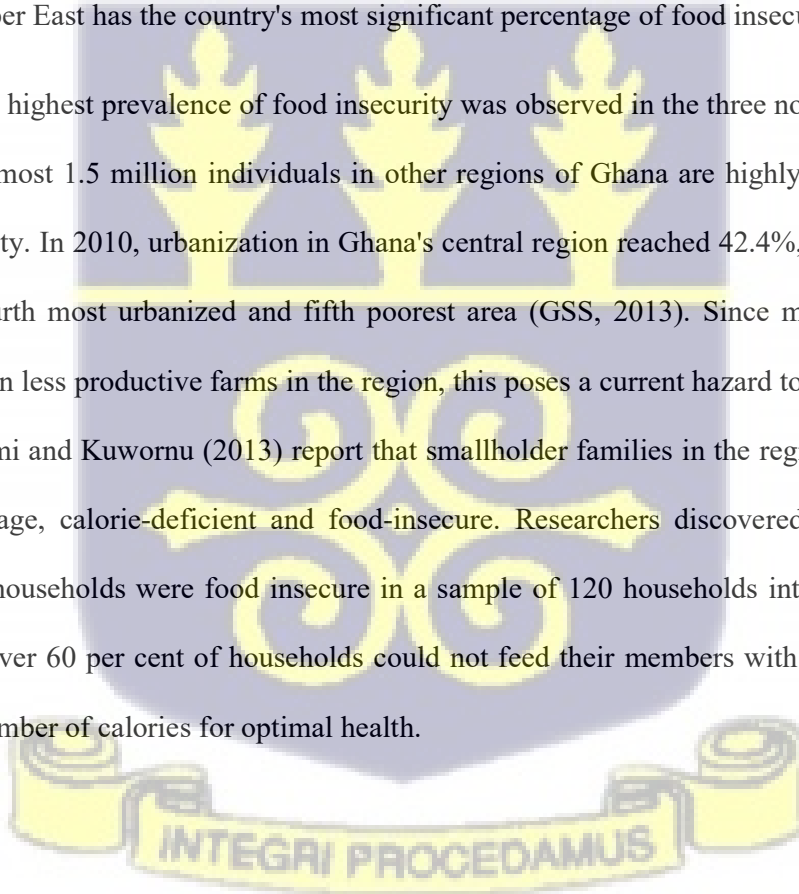 per East has the country's most significant percentage of food insecu
highest prevalence of food insecurity was observed in the three no
most 1.5 million individuals in other regions of Ghana are highly
ty. In 2010, urbanization in Ghana's central region reached 42.4%,
urth most urbanized and fifth poorest area (GSS, 2013). Since m
n less productive farms in the region, this poses a current hazard to
mi and Kuwornu (2013) report that smallholder families in the regi
age, calorie-deficient and food-insecure. Researchers discovered
households were food insecure in a sample of 120 households int
ver 60 per cent of households could not feed their members with
mber of calories for optimal health.
INTEGRI PROCEDAMUS